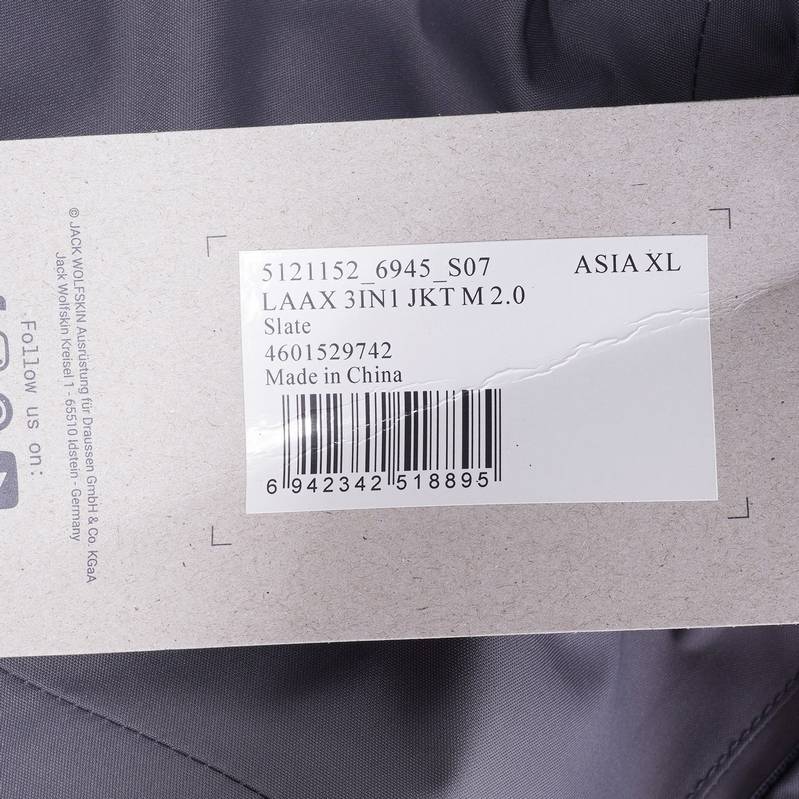 5121152_6945_S07 ASIA XL
LAAX 3IN1 JKT M 2.0
Slate
4601529742
Made in China
6 942342 518895
© JACK WOLFSKIN Ausrüstung für Draussen GmbH & Co. KGaA
Jack Wolfskin Kreisel 1 - 65510 Idstein - Germany
Follow us on: